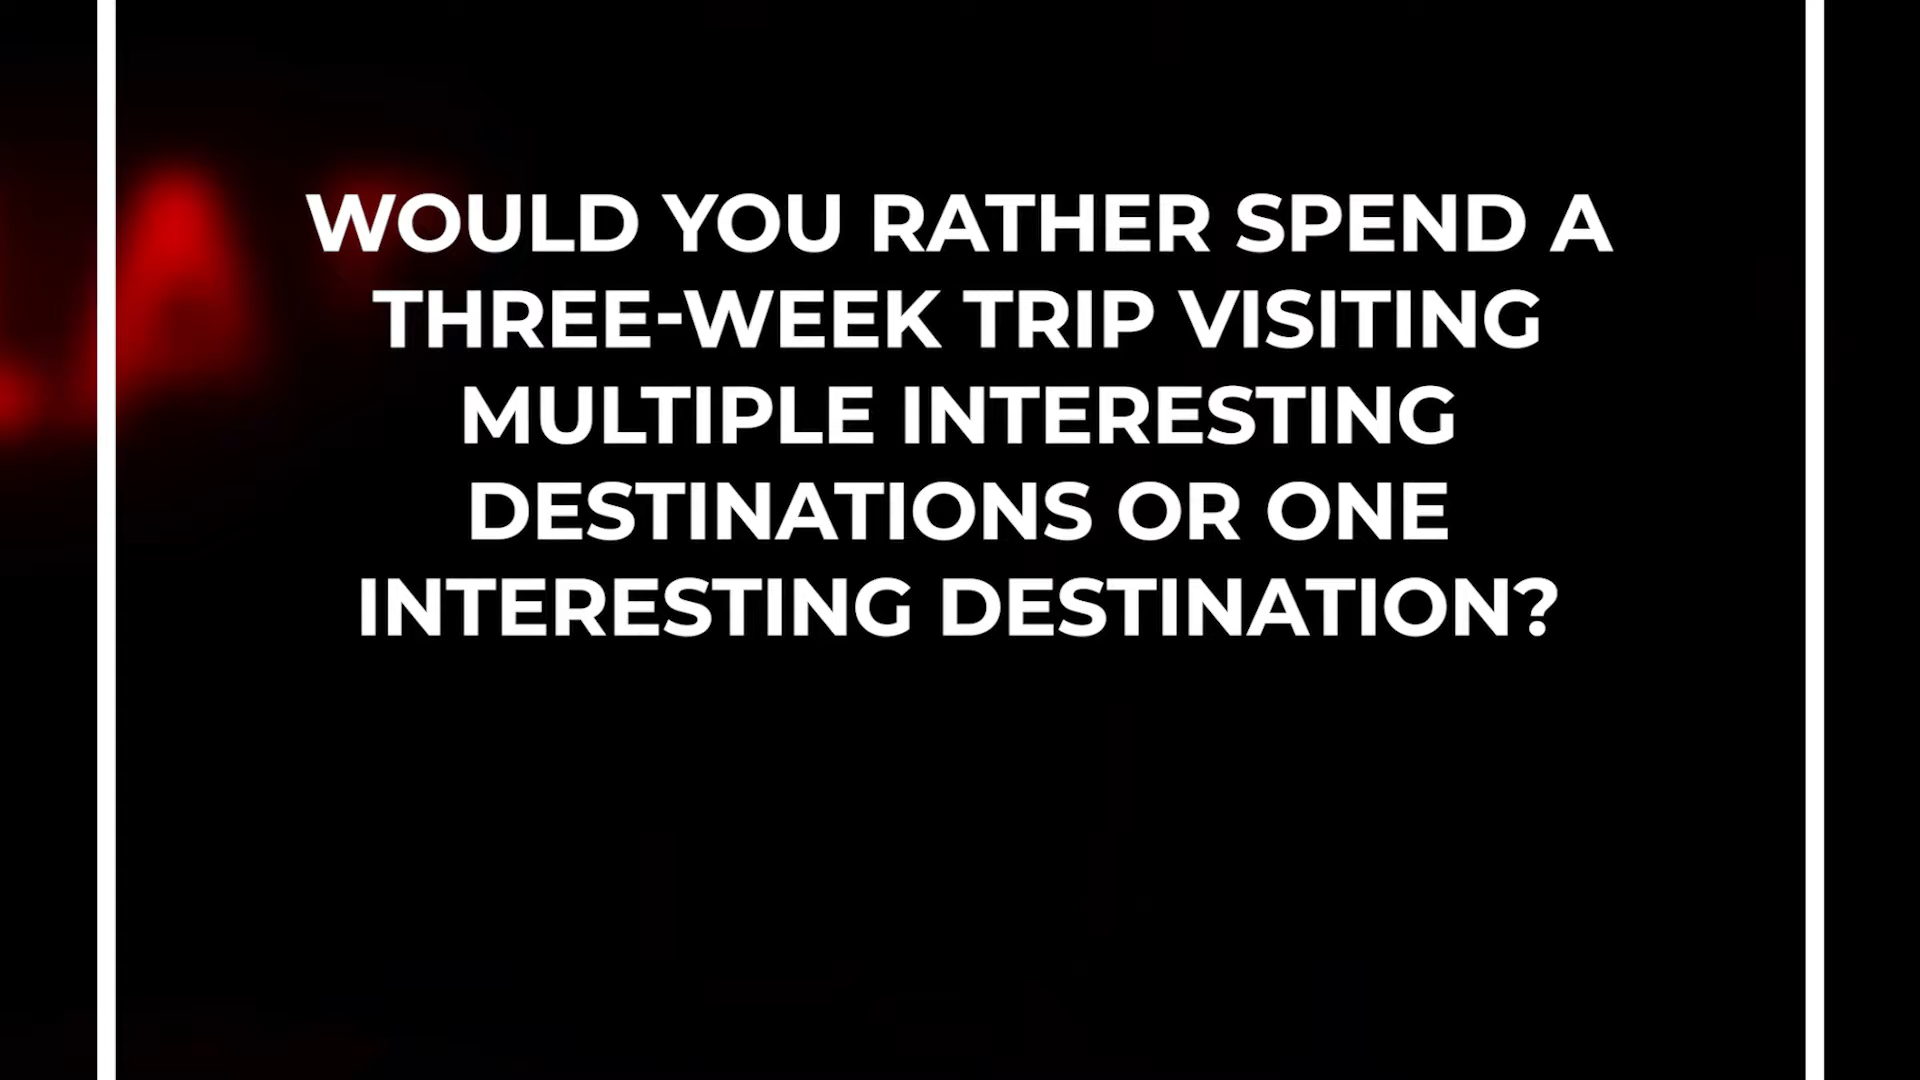 WOULD YOU RATHER SPEND A
THREE-WEEK TRIP VISITING
MULTIPLE INTERESTING
DESTINATIONS OR ONE
INTERESTING DESTINATION?